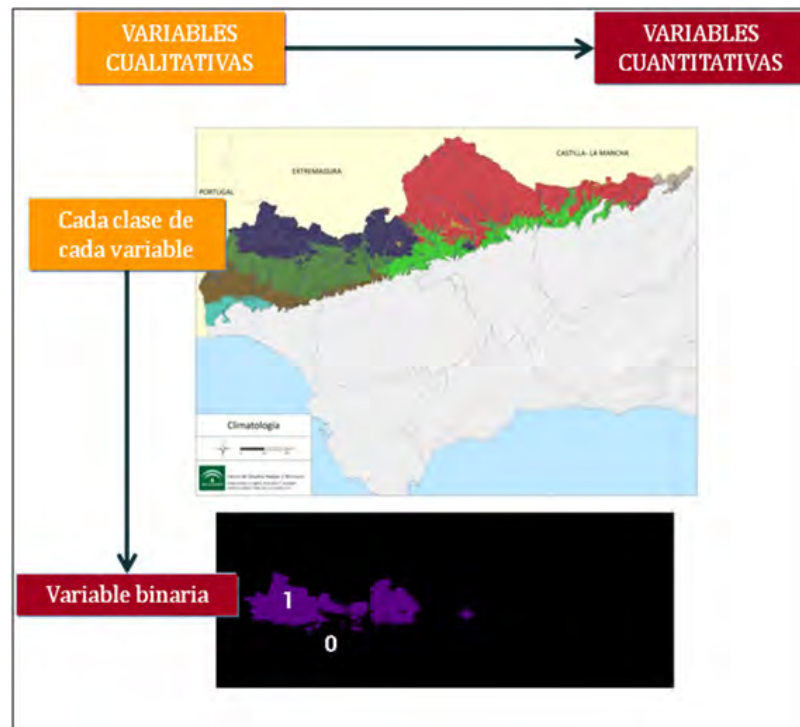 VARIABLES
CUALITATIVAS
VARIABLES
CUANTITATIVAS
CASTILLA- LA MANCHA
EXTREMADURA
PORTUGAL
Cada clase de
cada variable
Climatología
Variable binaria
1
0